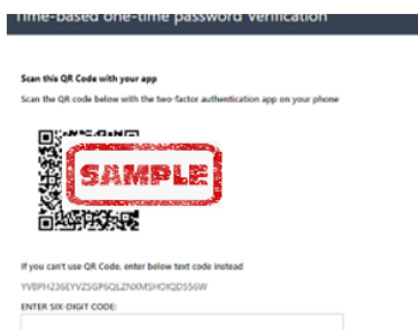 Time-based one-time password verification
Scan this QR Code with your app
Scan the QR code below with the two-factor authentication app on your phone
SAMPLE
If you can't use QR Code, enter below text code instead
ENTER SIX-DIGIT CODE: